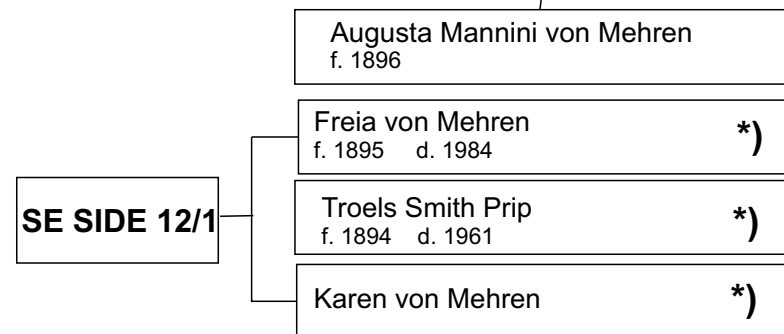 Augusta Mannini von Mehren
f. 1896
Freia von Mehren *)
f. 1895 d. 1984
SE SIDE 12/1
Troels Smith Prip *)
f. 1894 d. 1961
Karen von Mehren *)